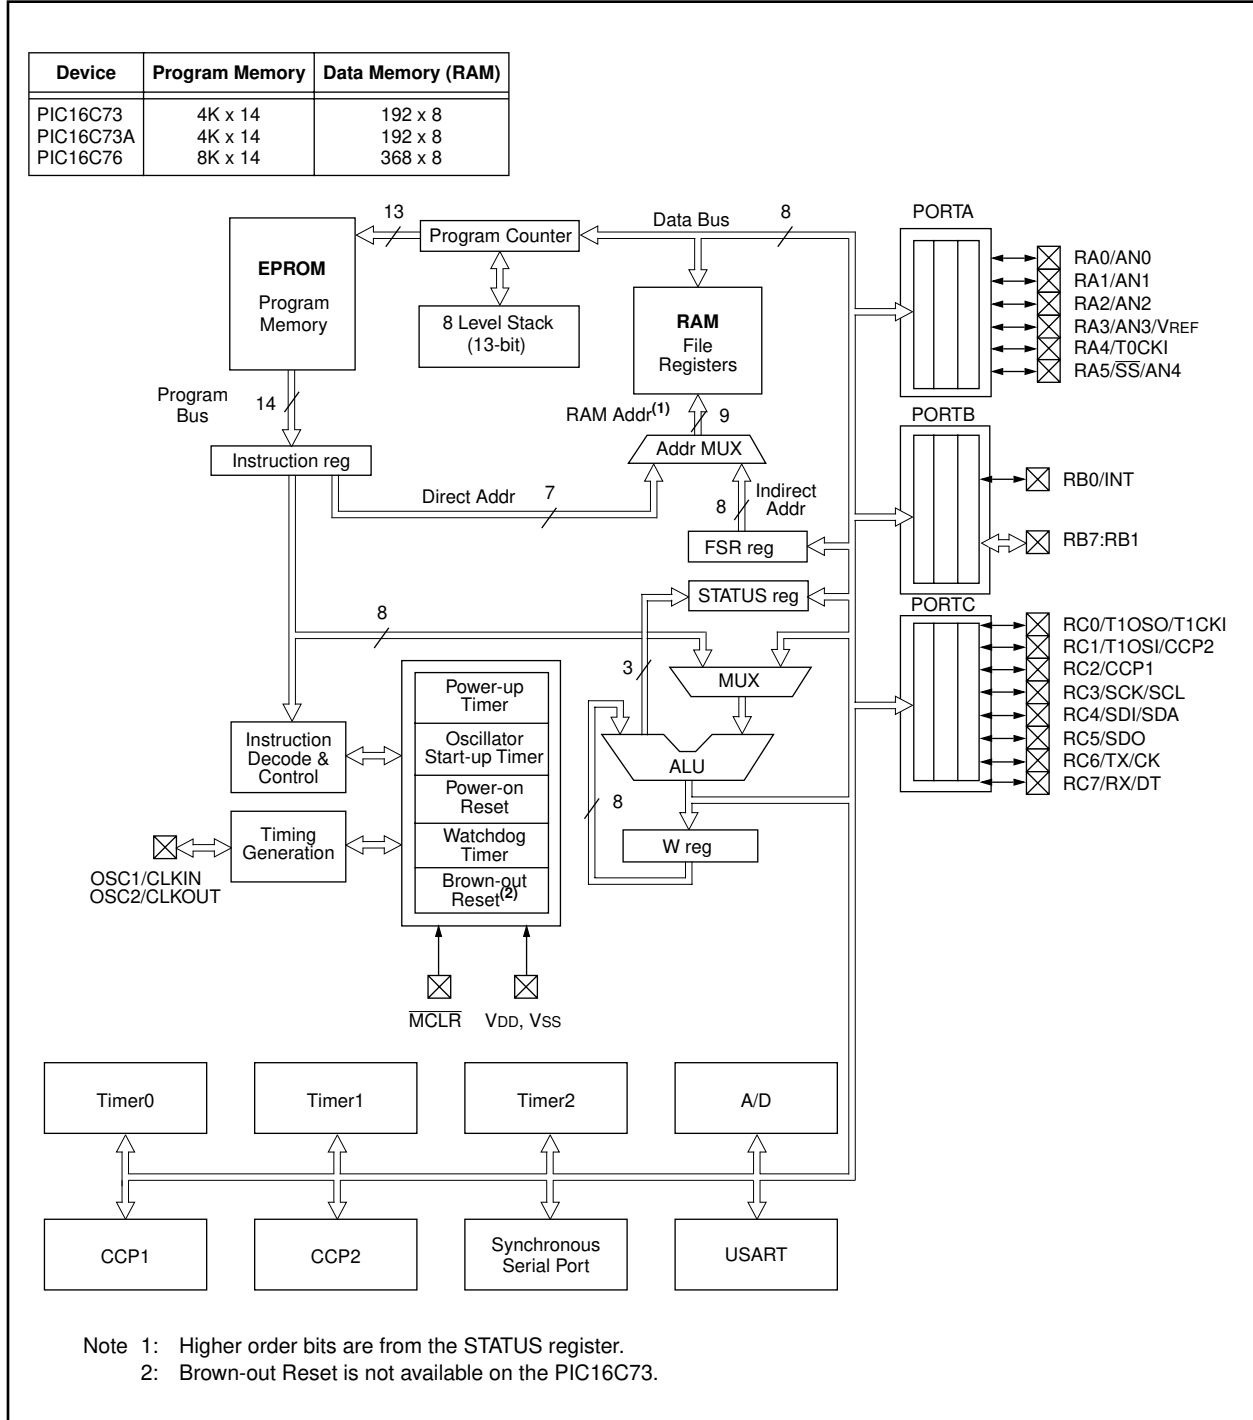 Device Program Memory Data Memory (RAM)
PIC16C73 4K x 14 192 x 8
PIC16C73A 4K x 14 192 x 8
PIC16C76 8K x 14 368 x 8
EPROM
Program
Memory
13
Program Counter
8 Level Stack
(13-bit)
Data Bus
8
RAM
File
Registers
RAM Addr(1)
9
Program
Bus
14
Instruction reg
Addr MUX
Direct Addr
7
8
Indirect
Addr
FSR reg
STATUS reg
8
3
MUX
ALU
8
W reg
Power-up
Timer
Oscillator
Start-up Timer
Power-on
Reset
Watchdog
Timer
Brown-out
Reset(2)
Instruction
Decode &
Control
Timing
Generation
OSC1/CLKIN
OSC2/CLKOUT
MCLR
VDD, VSS
PORTA
RA0/AN0
RA1/AN1
RA2/AN2
RA3/AN3/VREF
RA4/T0CKI
RA5/SS/AN4
PORTB
RB0/INT
RB7:RB1
PORTC
RC0/T1OSO/T1CKI
RC1/T1OSI/CCP2
RC2/CCP1
RC3/SCK/SCL
RC4/SDI/SDA
RC5/SDO
RC6/TX/CK
RC7/RX/DT
Timer0
Timer1
Timer2
A/D
CCP1
CCP2
Synchronous
Serial Port
USART
Note 1: Higher order bits are from the STATUS register.
2: Brown-out Reset is not available on the PIC16C73.